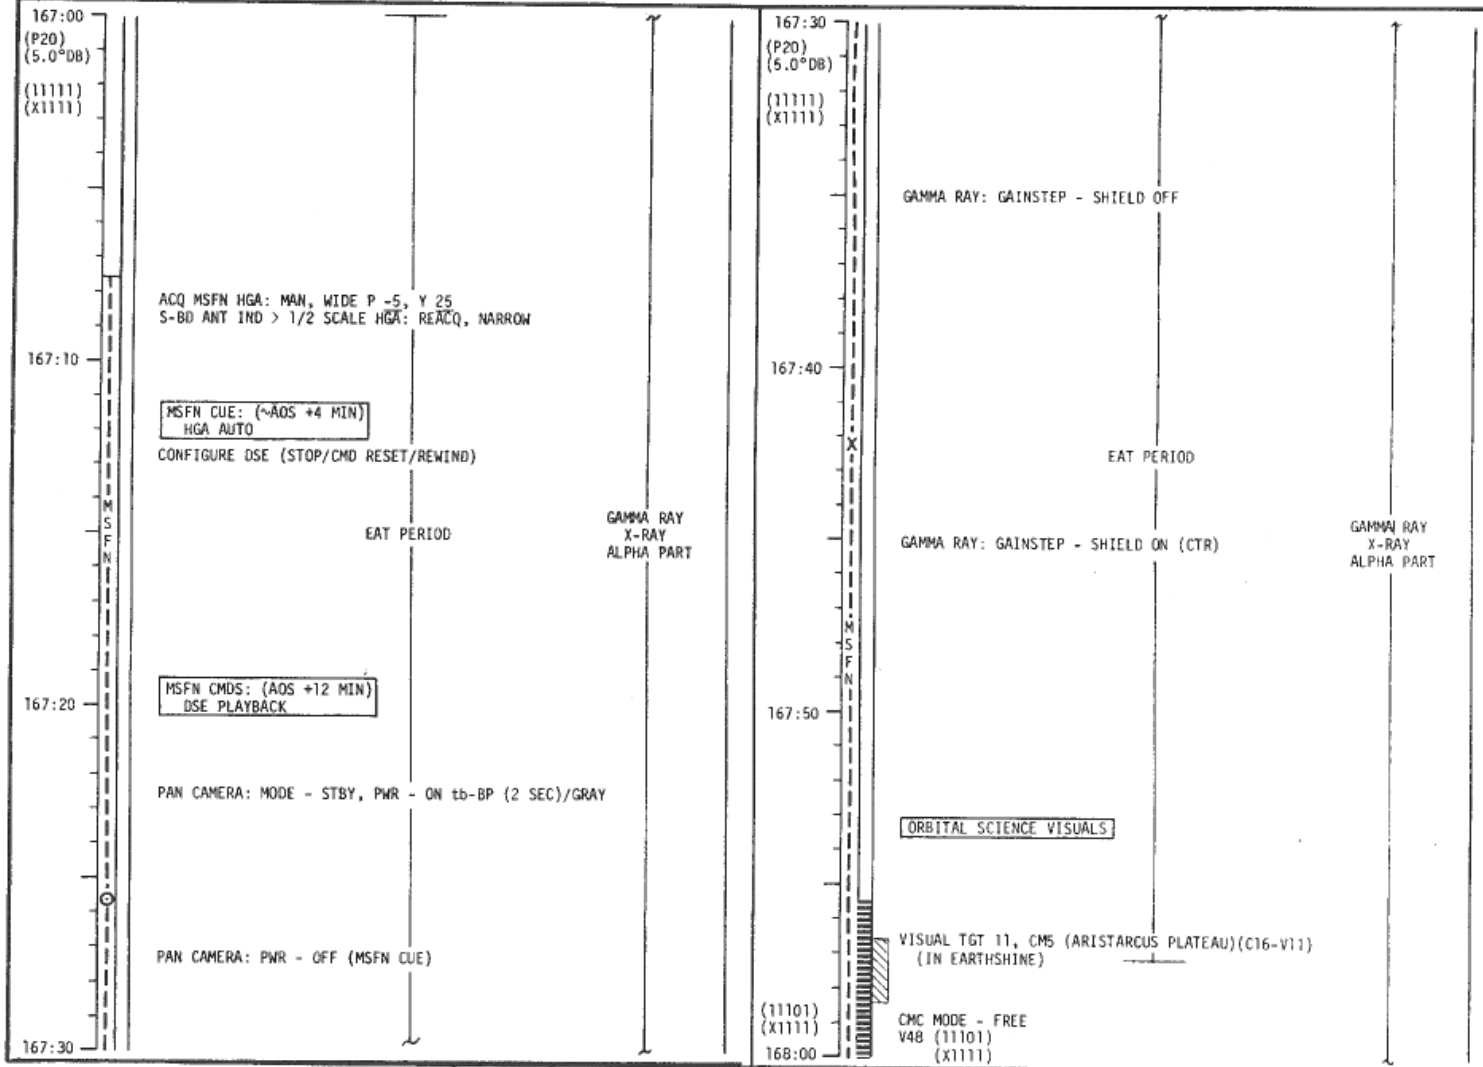 167:00
(P20)
(5.0°DB)
(11111)
(X1111)
ACQ MSFN HGA: MAN, WIDE P -5, Y 25
S-BD ANT IND > 1/2 SCALE HGA: REACQ, NARROW
167:10
MSFN CUE: (~AOS +4 MIN)
HGA AUTO
CONFIGURE DSE (STOP/CMD RESET/REWIND)
MSFN
EAT PERIOD
GAMMA RAY
X-RAY
ALPHA PART
MSFN CMDS: (AOS +12 MIN)
DSE PLAYBACK
167:20
PAN CAMERA: MODE - STBY, PWR - ON tb-BP (2 SEC)/GRAY
PAN CAMERA: PWR - OFF (MSFN CUE)
167:30
167:30
(P20)
(5.0°DB)
(11111)
(X1111)
GAMMA RAY: GAINSTEP - SHIELD OFF
167:40
X
EAT PERIOD
GAMMA RAY: GAINSTEP - SHIELD ON (CTR)
GAMMA RAY
X-RAY
ALPHA PART
MSFN
167:50
ORBITAL SCIENCE VISUALS
VISUAL TGT 11, CM5 (ARISTARCUS PLATEAU)(C16-V11)
(IN EARTHSHINE)
(11101)
(X1111)
CMC MODE - FREE
V48 (11101)
(X1111)
168:00